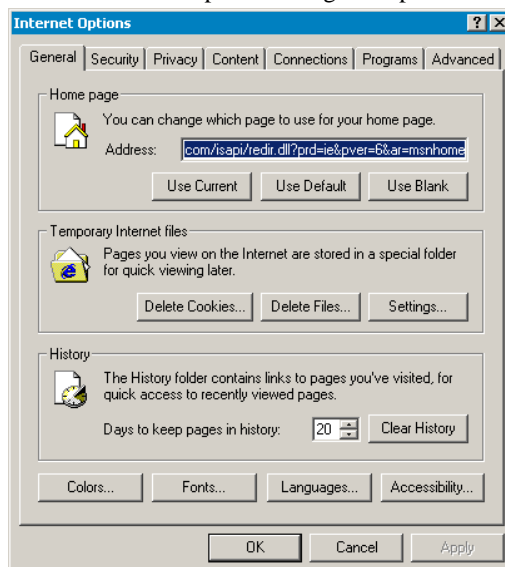 Internet Options
General Security Privacy Content Connections Programs Advanced
Home page
You can change which page to use for your home page.
Address: com/isapi/redir.dll?prd=ie&pver=6&ar=msnhome
Use Current Use Default Use Blank
Temporary Internet files
Pages you view on the Internet are stored in a special folder
for quick viewing later.
Delete Cookies... Delete Files... Settings...
History
The History folder contains links to pages you've visited, for
quick access to recently viewed pages.
Days to keep pages in history: 20 Clear History
Colors... Fonts... Languages... Accessibility...
OK Cancel Apply